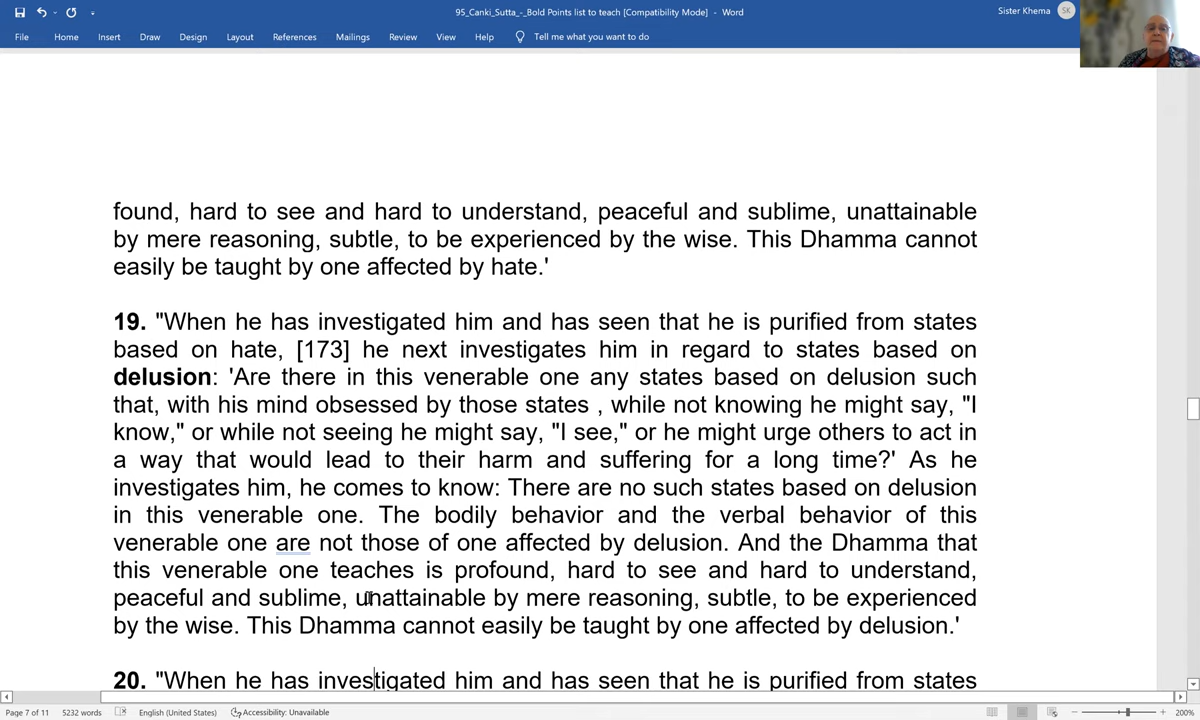 95_Canki_Sutta_-_Bold Points list to teach [Compatibility Mode] - Word
Sister Khema
SK
File Home Insert Draw Design Layout References Mailings Review View Help Tell me what you want to do
found, hard to see and hard to understand, peaceful and sublime, unattainable
by mere reasoning, subtle, to be experienced by the wise. This Dhamma cannot
easily be taught by one affected by hate.'
19. "When he has investigated him and has seen that he is purified from states
based on hate, [173] he next investigates him in regard to states based on
delusion: 'Are there in this venerable one any states based on delusion such
that, with his mind obsessed by those states , while not knowing he might say, "I
know," or while not seeing he might say, "I see," or he might urge others to act in
a way that would lead to their harm and suffering for a long time?' As he
investigates him, he comes to know: There are no such states based on delusion
in this venerable one. The bodily behavior and the verbal behavior of this
venerable one are not those of one affected by delusion. And the Dhamma that
this venerable one teaches is profound, hard to see and hard to understand,
peaceful and sublime, unattainable by mere reasoning, subtle, to be experienced
by the wise. This Dhamma cannot easily be taught by one affected by delusion.'
20. "When he has investigated him and has seen that he is purified from states
Page 7 of 11 5232 words English (United States) Accessibility: Unavailable 200%